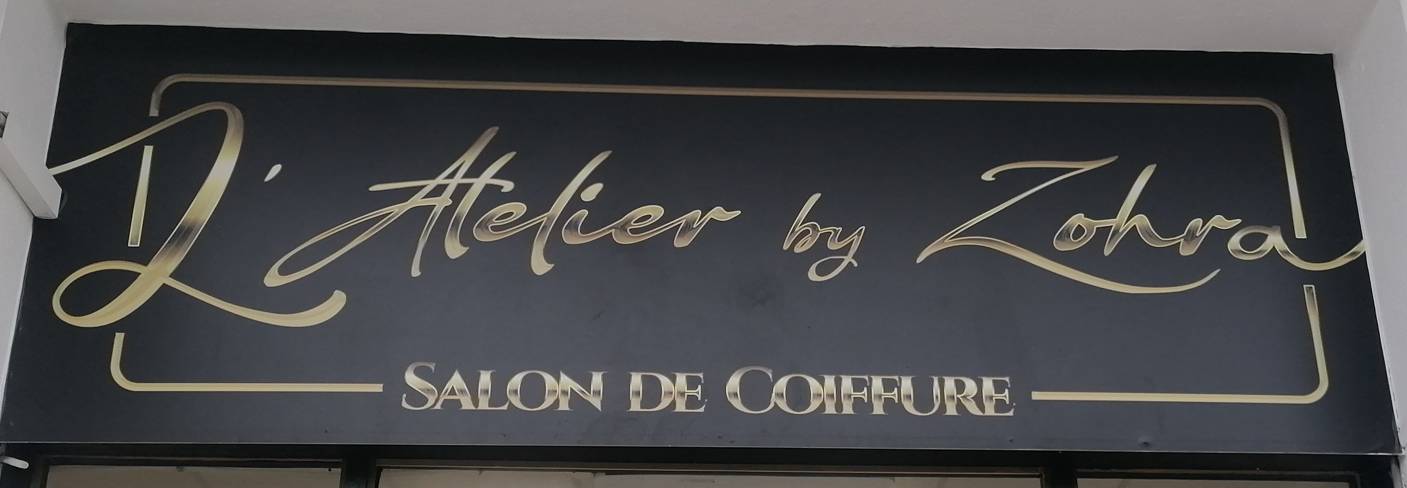 L'Atelier by Zohra
SALON DE COIFFURE